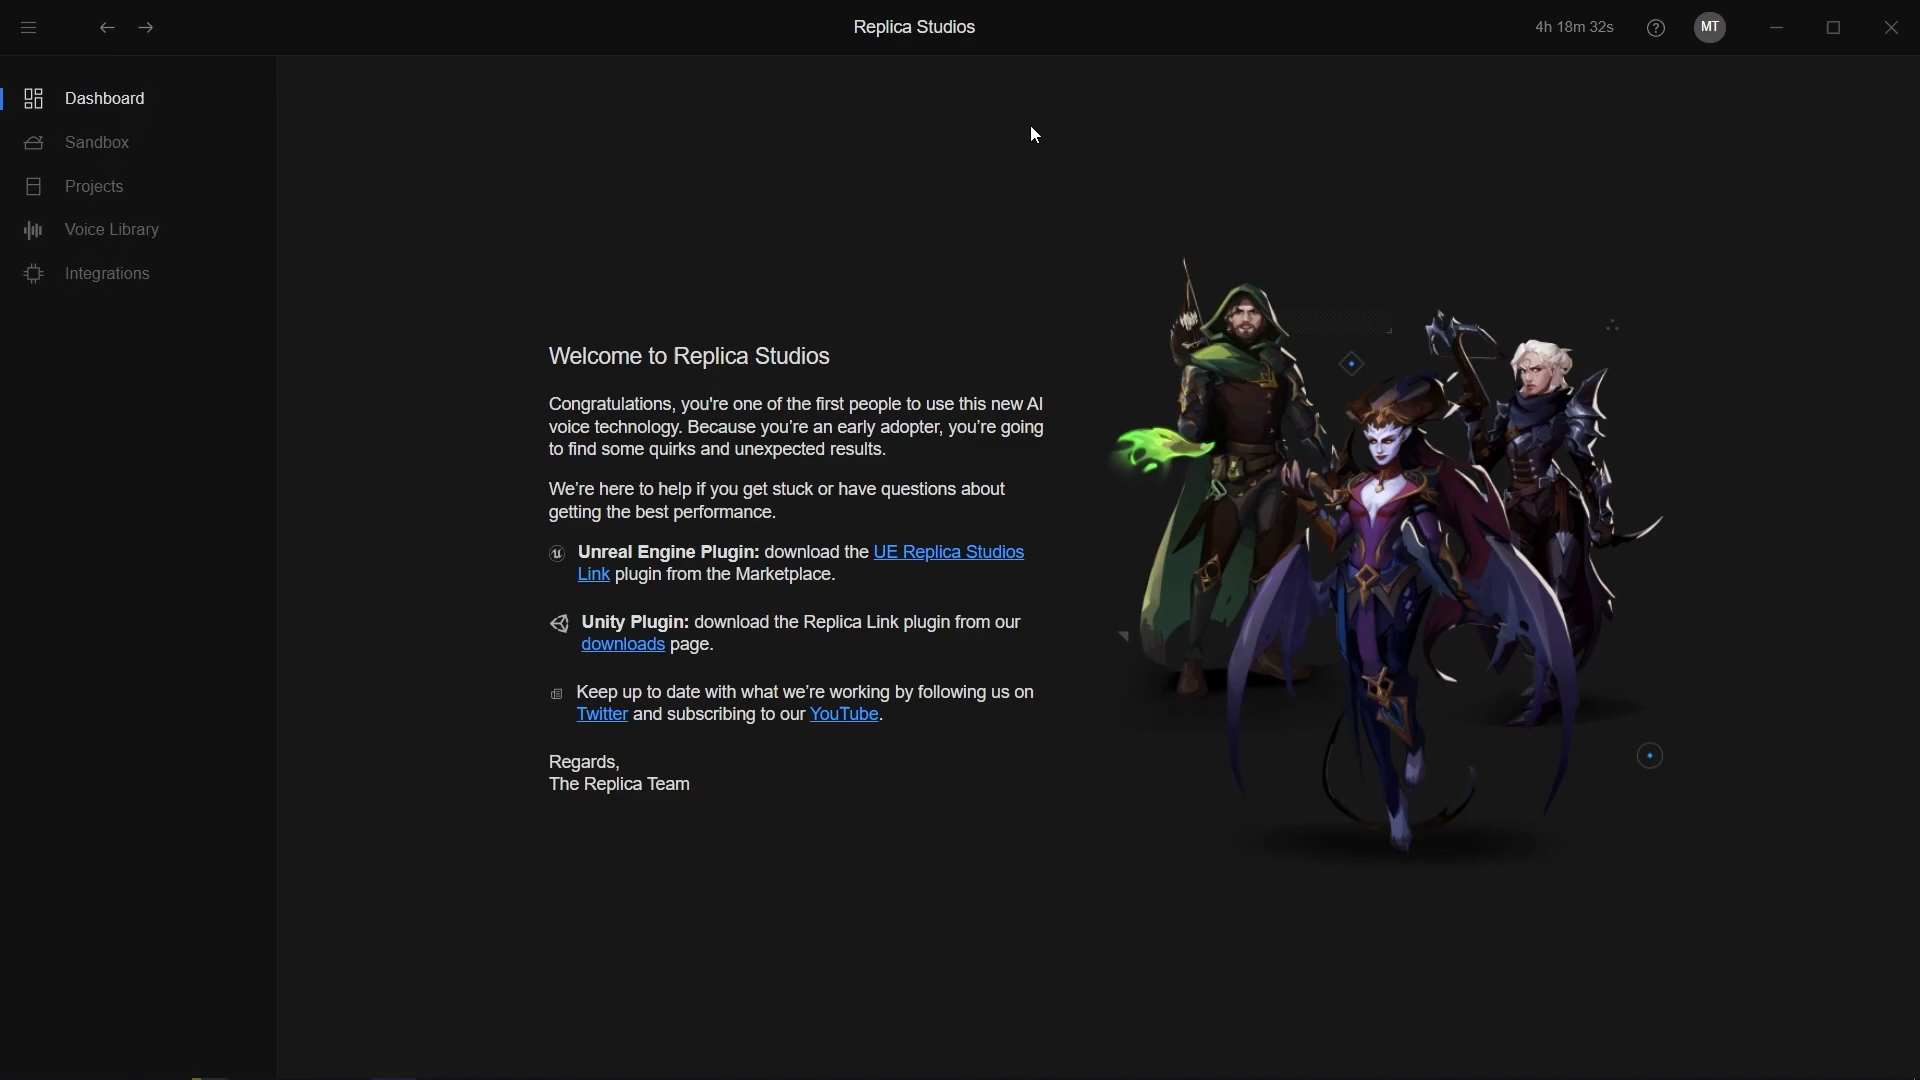 Replica Studios
4h 18m 32s
MT
Dashboard
Sandbox
Projects
Voice Library
Integrations
Welcome to Replica Studios
Congratulations, you're one of the first people to use this new AI
voice technology. Because you're an early adopter, you're going
to find some quirks and unexpected results.
We're here to help if you get stuck or have questions about
getting the best performance.
Unreal Engine Plugin: download the UE Replica Studios
Link plugin from the Marketplace.
Unity Plugin: download the Replica Link plugin from our
downloads page.
Keep up to date with what we're working by following us on
Twitter and subscribing to our YouTube.
Regards,
The Replica Team